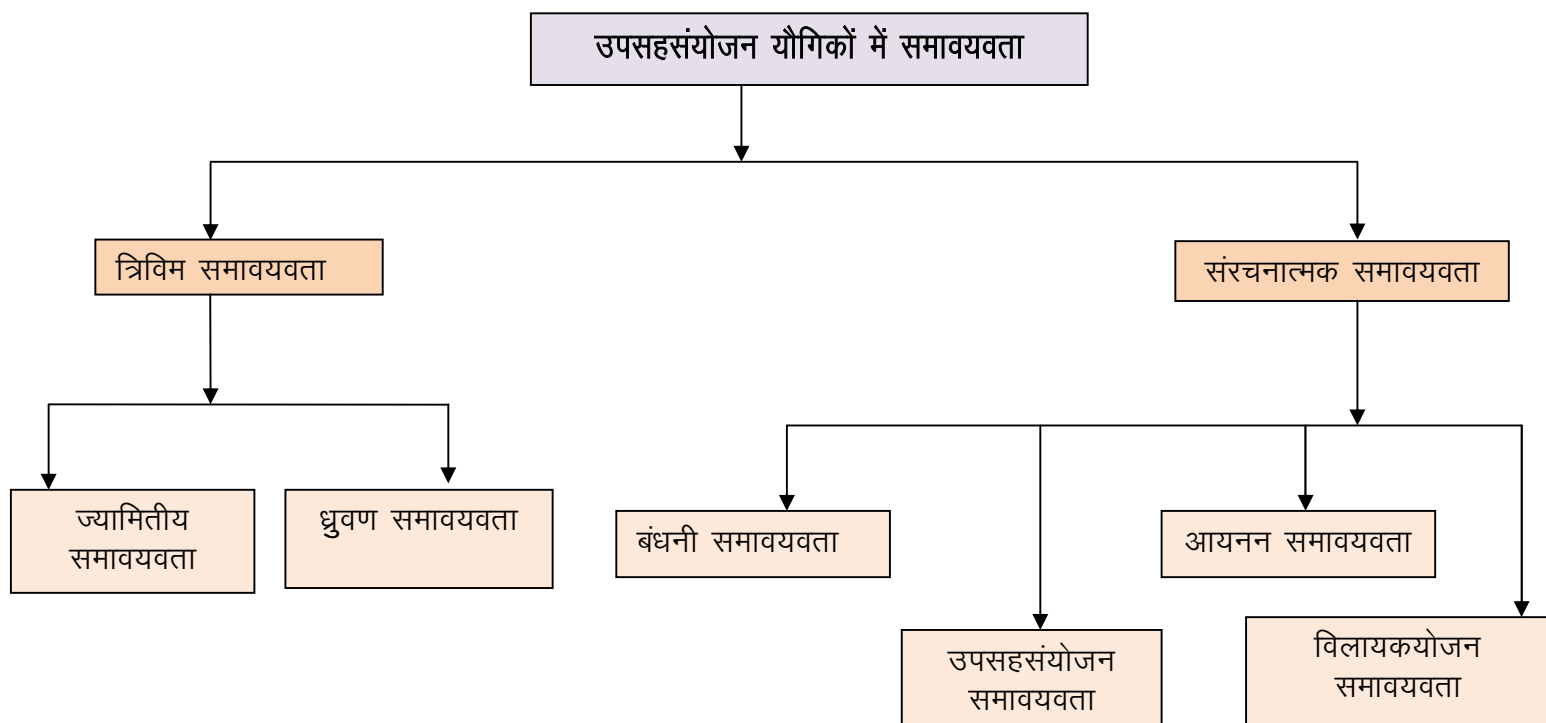 उपसहसंयोजन यौगिकों में समावयवता
त्रिविम समावयवता
संरचनात्मक समावयवता
ज्यामितीय
समावयवता
ध्रुवण समावयवता
बंधनी समावयवता
आयनन समावयवता
उपसहसंयोजन
समावयवता
विलायकयोजन
समावयवता